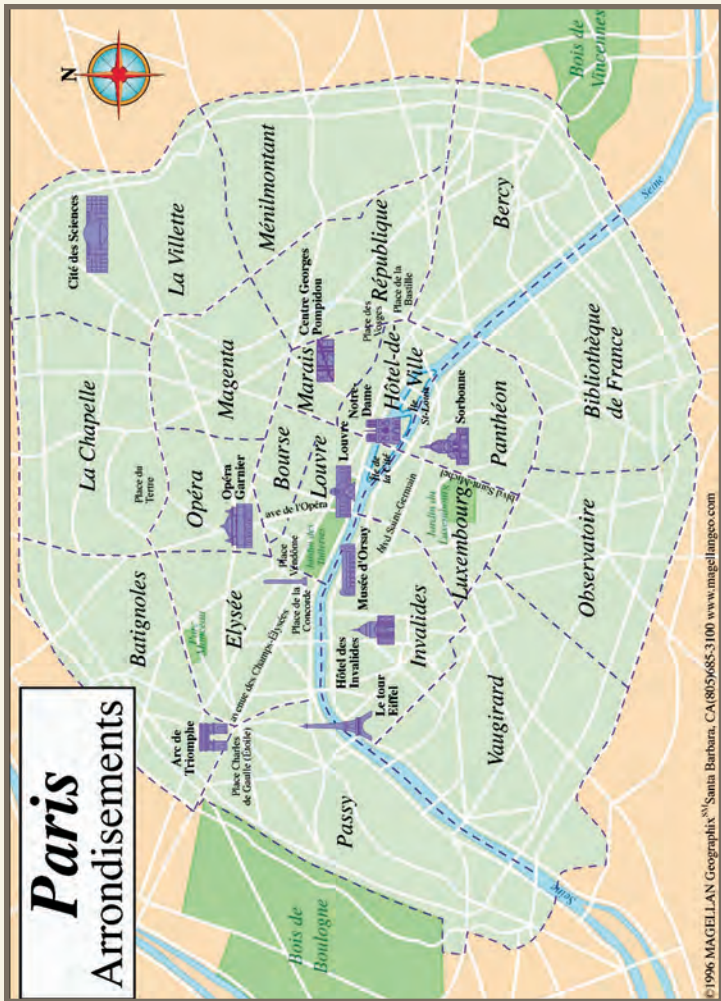 Paris
Arrondisements
N
Bois de
Vincennes
Cité des Sciences
La Villette
Ménilmontant
La Chapelle
Place du
Tertre
Magenta
Centre Georges
Pompidou
République
Place de la
Bastille
Place des
Vosges
Bercy
Seine
Batignoles
Opéra
Opéra
Garnier
Bourse
Marais
Hôtel-de-
Ville
Notre
Dame
Île
St-Louis
Louvre
Louvre
ave de l'Opéra
Île de
la Cité
Sorbonne
Panthéon
Bibliothèque
de France
Parc
Monceau
Elysée
Place
Vendôme
Jardin des
Tuileries
Place de la
Concorde
avenue des Champs-Élysées
Musée d'Orsay
blvd Saint-Germain
blvd Saint-Michel
Jardin du
Luxembourg
Luxembourg
Observatoire
Arc de
Triomphe
Place Charles
de Gaulle (Étoile)
Hôtel des
Invalides
Invalides
Le tour
Eiffel
Vaugirard
Passy
Bois de
Boulogne
Seine
©1996 MAGELLAN Geographix℠Santa Barbara, CA(805)685-3100 www.magellangeo.com